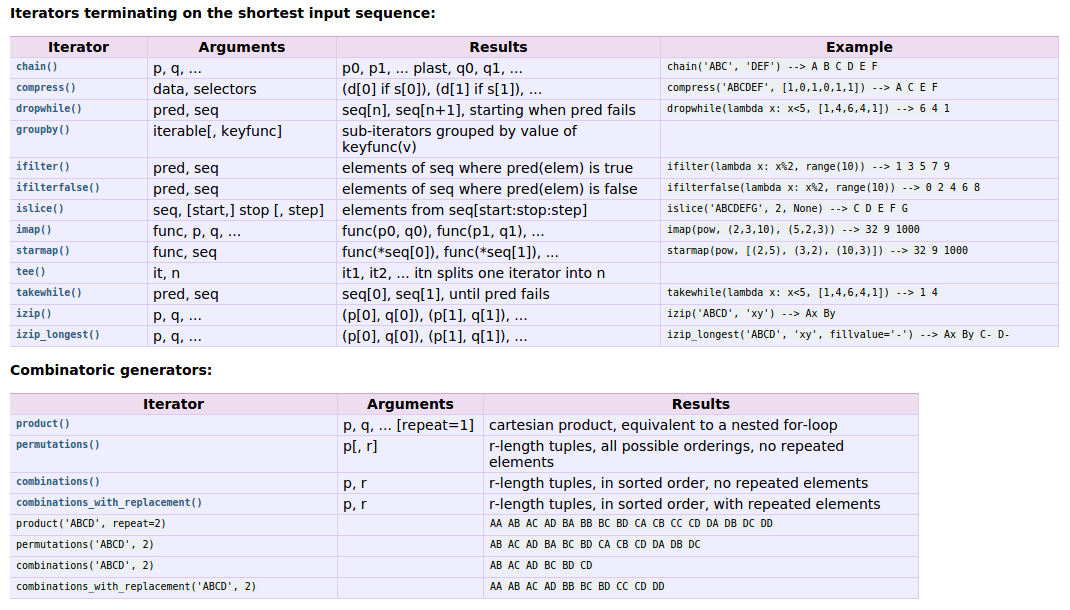 Iterators terminating on the shortest input sequence:
Iterator Arguments Results Example
chain() p, q, ... p0, p1, ... plast, q0, q1, ... chain('ABC', 'DEF') --> A B C D E F
compress() data, selectors (d[0] if s[0]), (d[1] if s[1]), ... compress('ABCDEF', [1,0,1,0,1,1]) --> A C E F
dropwhile() pred, seq seq[n], seq[n+1], starting when pred fails dropwhile(lambda x: x<5, [1,4,6,4,1]) --> 6 4 1
groupby() iterable[, keyfunc] sub-iterators grouped by value of
keyfunc(v)
ifilter() pred, seq elements of seq where pred(elem) is true ifilter(lambda x: x%2, range(10)) --> 1 3 5 7 9
ifilterfalse() pred, seq elements of seq where pred(elem) is false ifilterfalse(lambda x: x%2, range(10)) --> 0 2 4 6 8
islice() seq, [start,] stop [, step] elements from seq[start:stop:step] islice('ABCDEFG', 2, None) --> C D E F G
imap() func, p, q, ... func(p0, q0), func(p1, q1), ... imap(pow, (2,3,10), (5,2,3)) --> 32 9 1000
starmap() func, seq func(*seq[0]), func(*seq[1]), ... starmap(pow, [(2,5), (3,2), (10,3)]) --> 32 9 1000
tee() it, n it1, it2, ... itn splits one iterator into n
takewhile() pred, seq seq[0], seq[1], until pred fails takewhile(lambda x: x<5, [1,4,6,4,1]) --> 1 4
izip() p, q, ... (p[0], q[0]), (p[1], q[1]), ... izip('ABCD', 'xy') --> Ax By
izip_longest() p, q, ... (p[0], q[0]), (p[1], q[1]), ... izip_longest('ABCD', 'xy', fillvalue='-') --> Ax By C- D-
Combinatoric generators:
Iterator Arguments Results
product() p, q, ... [repeat=1] cartesian product, equivalent to a nested for-loop
permutations() p[, r] r-length tuples, all possible orderings, no repeated
elements
combinations() p, r r-length tuples, in sorted order, no repeated elements
combinations_with_replacement() p, r r-length tuples, in sorted order, with repeated elements
product('ABCD', repeat=2) AA AB AC AD BA BB BC BD CA CB CC CD DA DB DC DD
permutations('ABCD', 2) AB AC AD BA BC BD CA CB CD DA DB DC
combinations('ABCD', 2) AB AC AD BC BD CD
combinations_with_replacement('ABCD', 2) AA AB AC AD BB BC BD CC CD DD